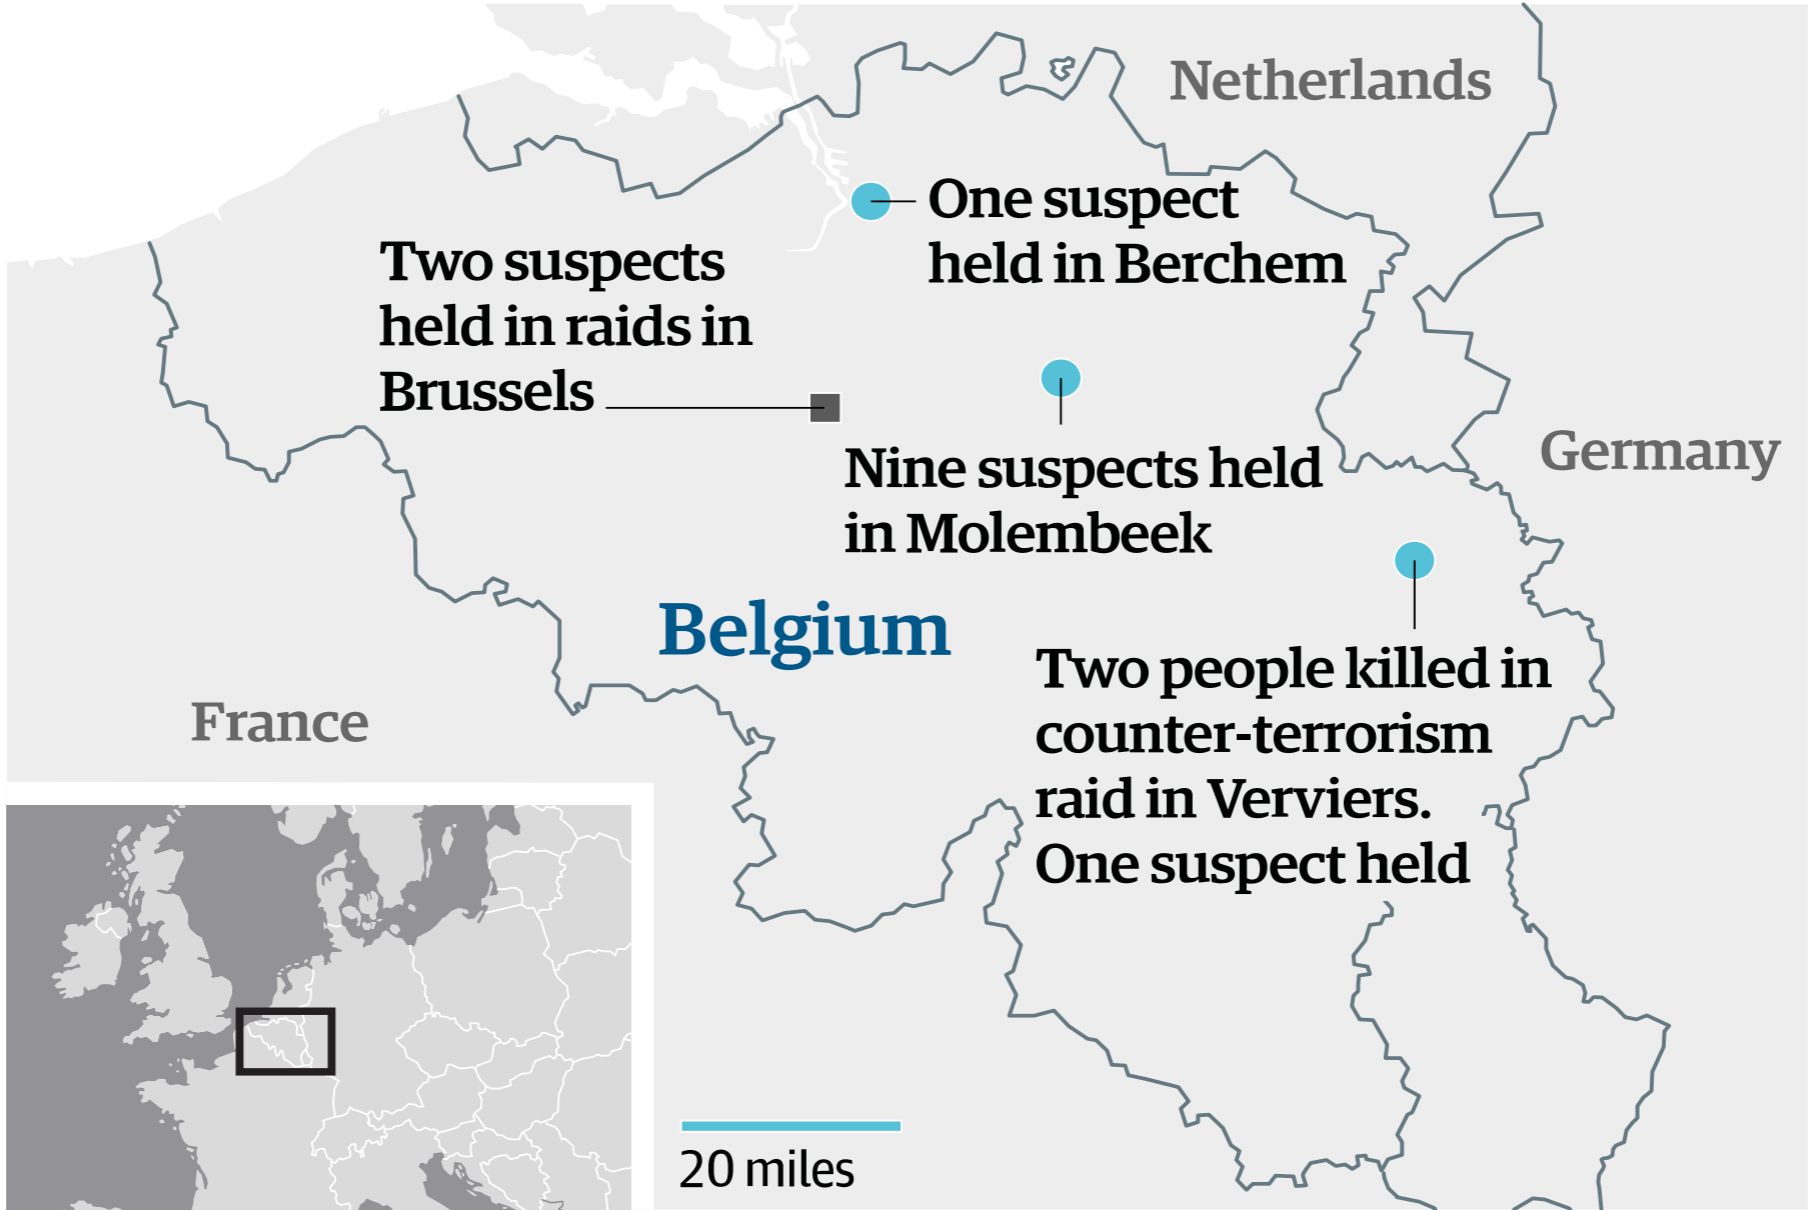 Netherlands
One suspect
held in Berchem
Two suspects
held in raids in
Brussels
Nine suspects held
in Molembeek
Germany
Belgium
Two people killed in
counter-terrorism
raid in Verviers.
One suspect held
France
20 miles